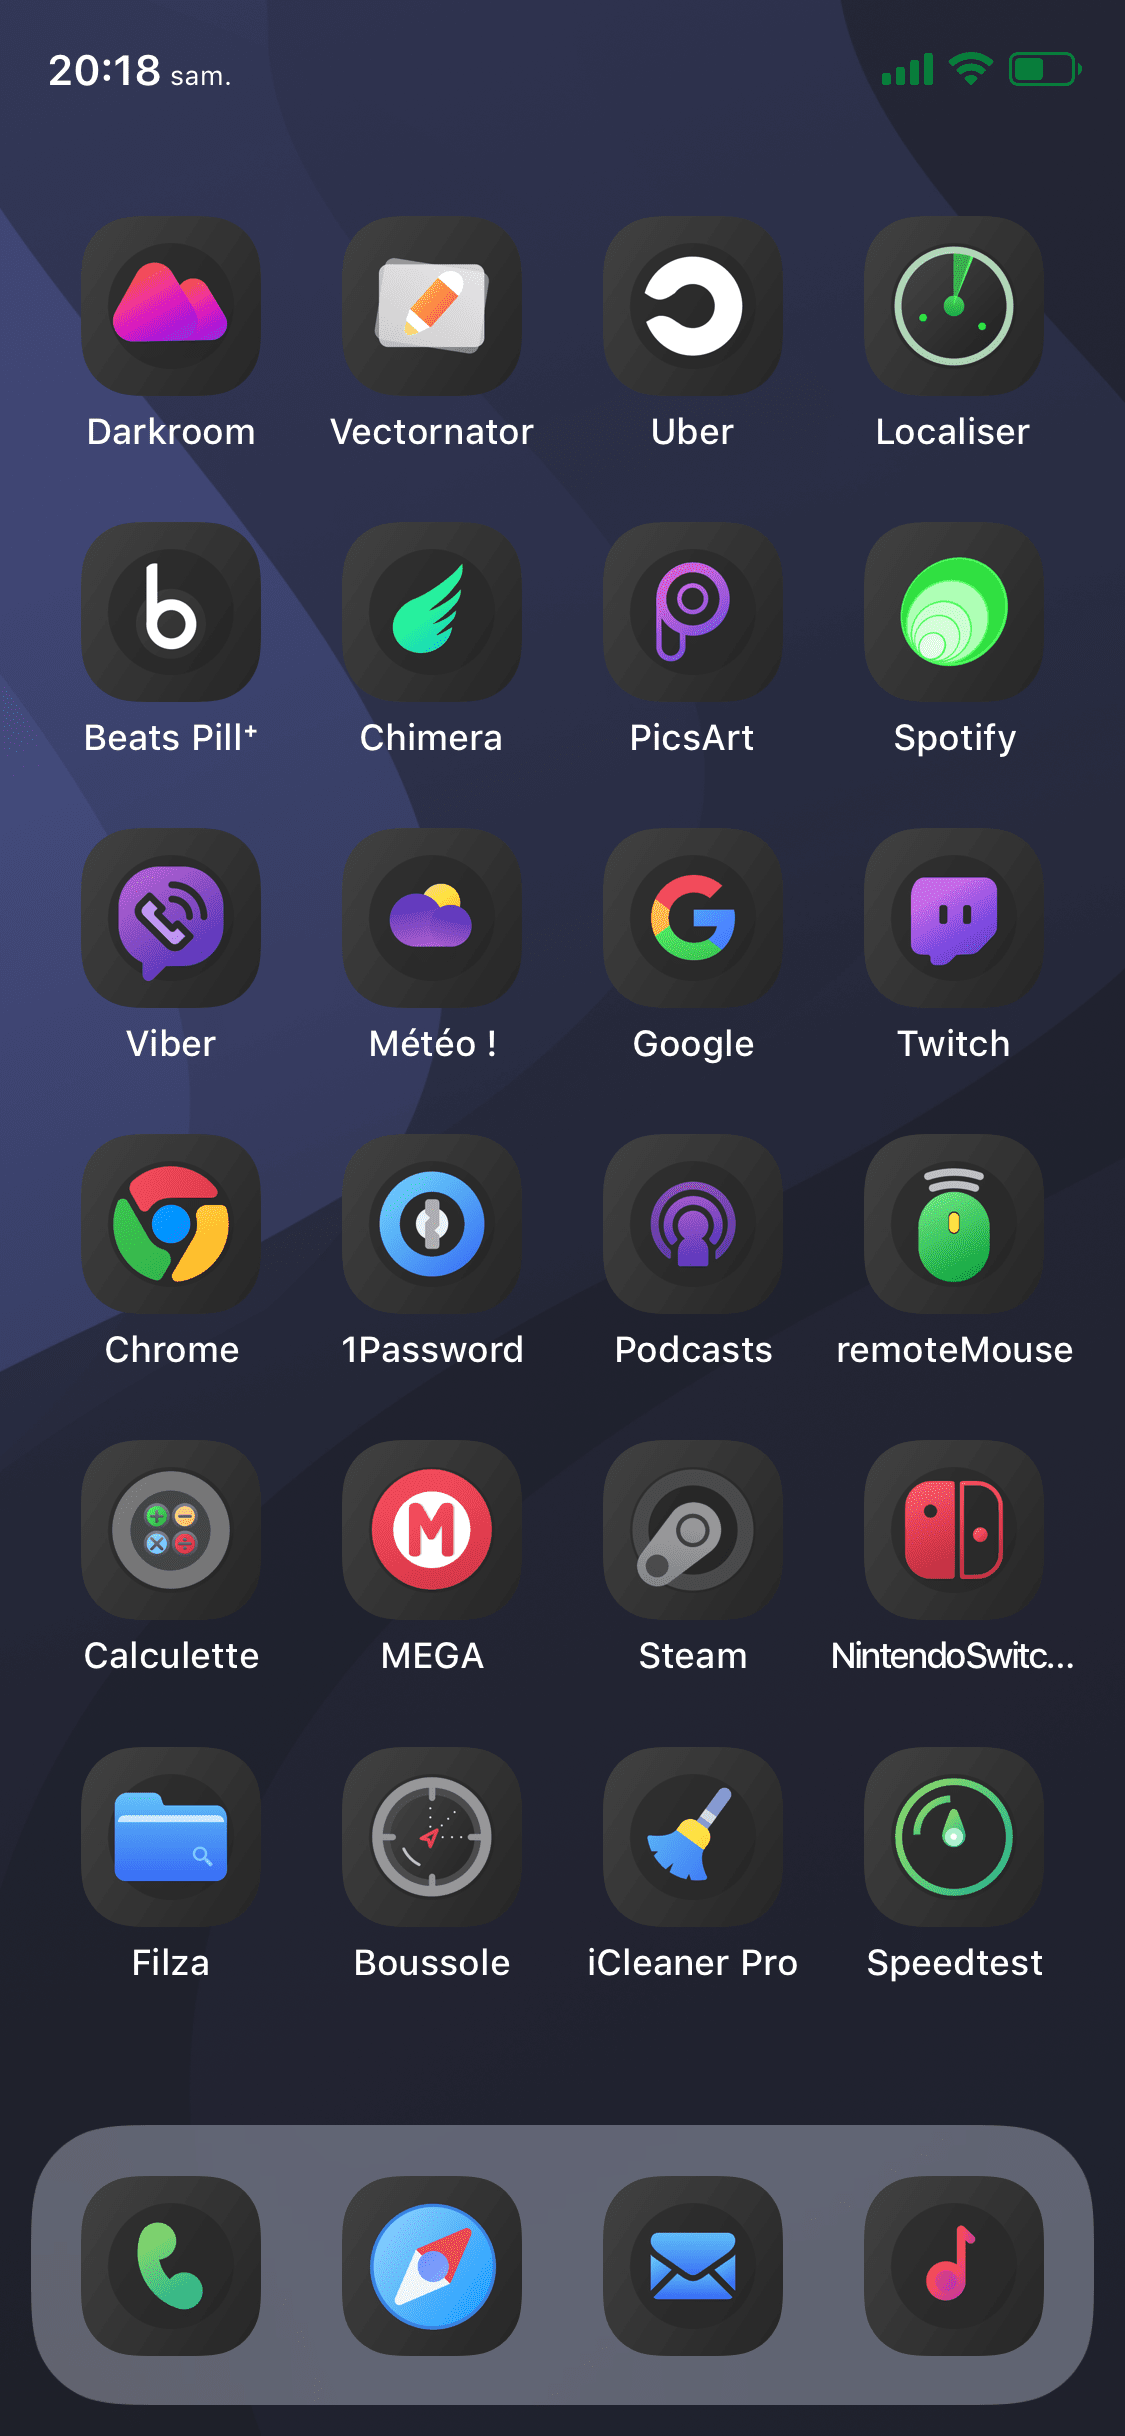 20:18 sam.
Darkroom Vectornator Uber Localiser
Beats Pill⁺ Chimera PicsArt Spotify
Viber Météo ! Google Twitch
Chrome 1Password Podcasts remoteMouse
Calculette MEGA Steam NintendoSwitc...
Filza Boussole iCleaner Pro Speedtest